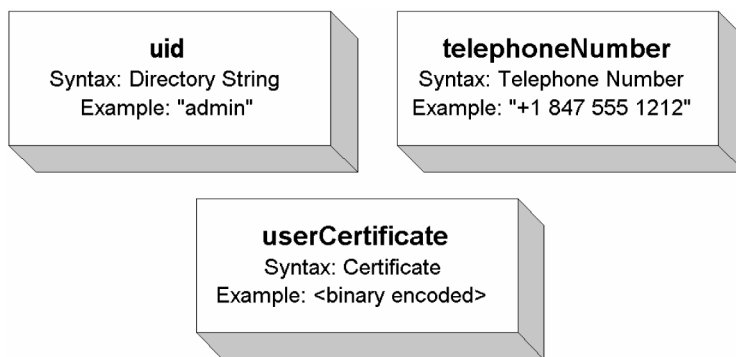 uid
Syntax: Directory String
Example: "admin"
telephoneNumber
Syntax: Telephone Number
Example: "+1 847 555 1212"
userCertificate
Syntax: Certificate
Example: <binary encoded>